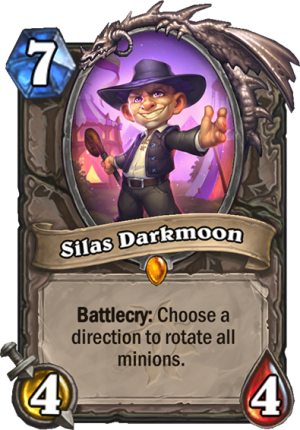 7
Silas Darkmoon
Battlecry: Choose a
direction to rotate all
minions.
4
4